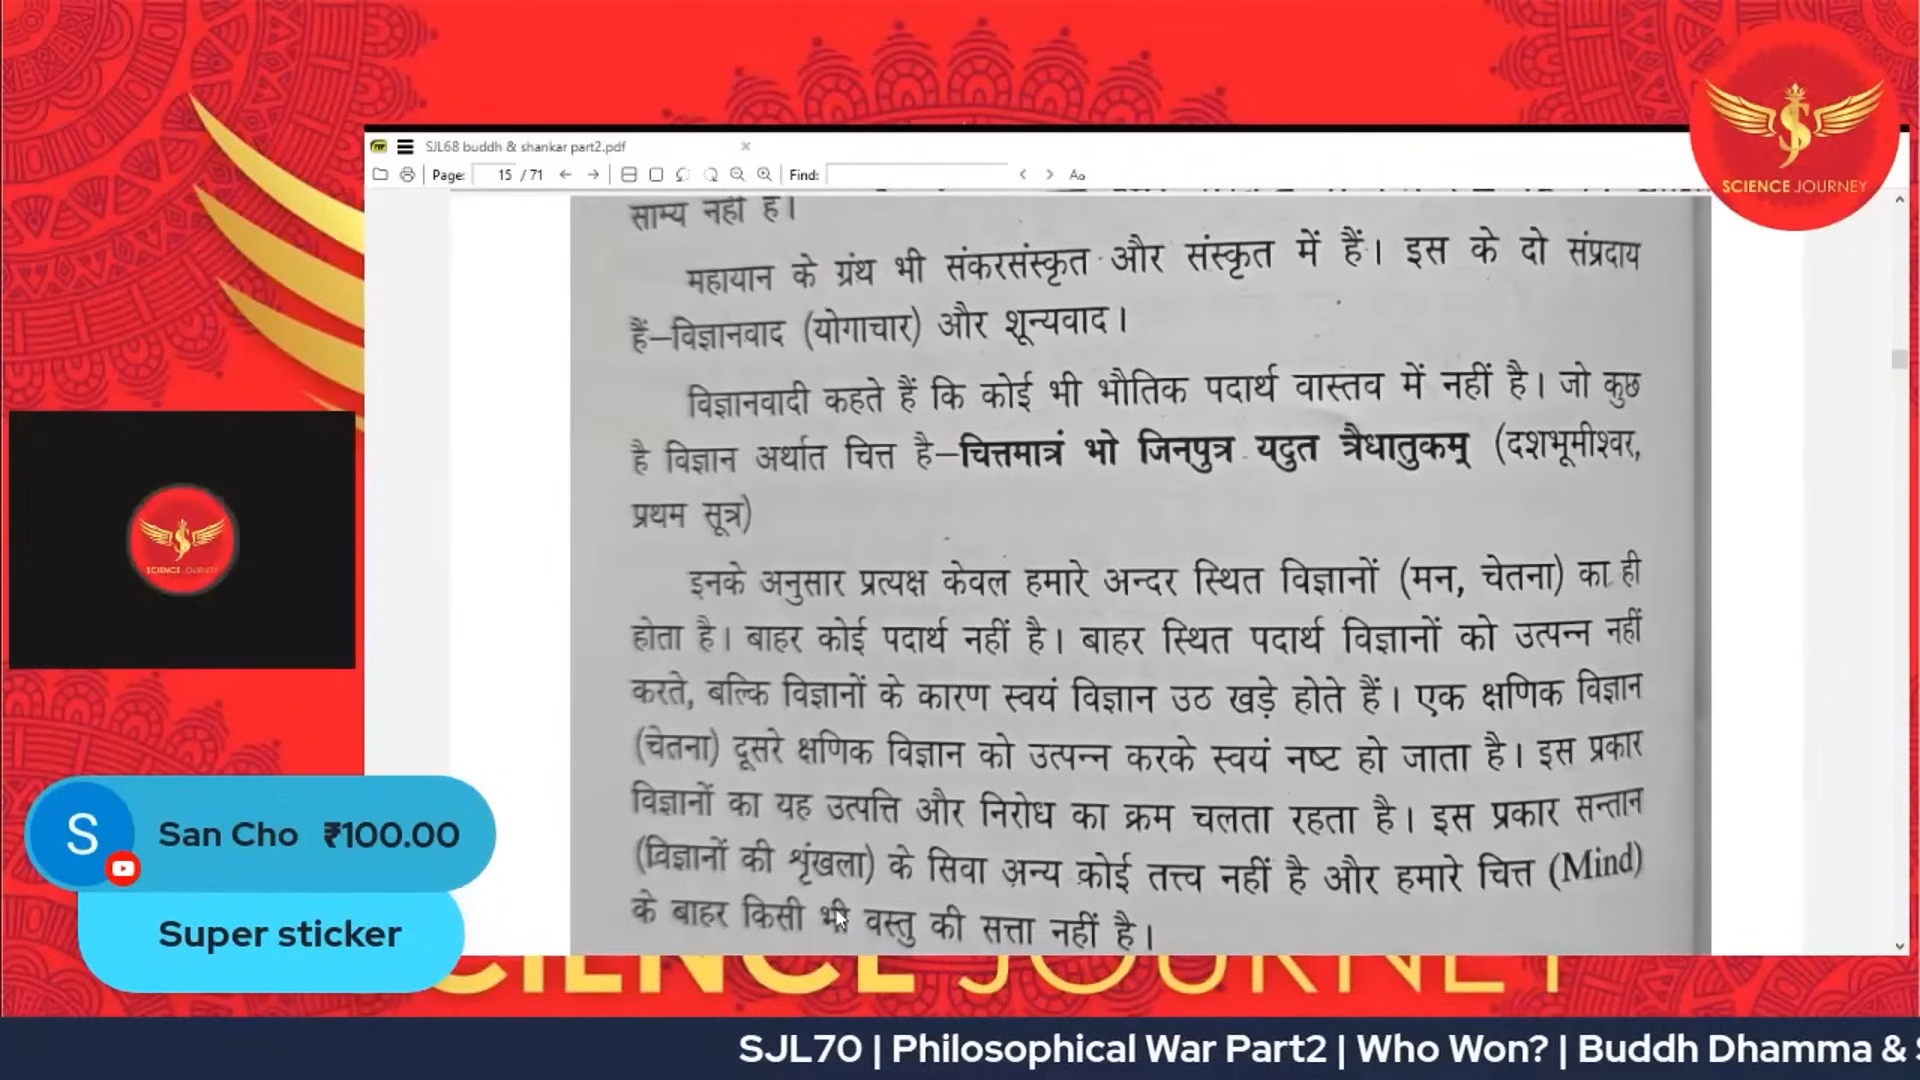 SCIENCE JOURNEY
SJL68 buddh & shankar part2.pdf
Page: 15 / 71 Find:
साम्य नहीं है।
महायान के ग्रंथ भी संकरसंस्कृत और संस्कृत में हैं। इस के दो संप्रदाय
हैं—विज्ञानवाद (योगाचार) और शून्यवाद।
विज्ञानवादी कहते हैं कि कोई भी भौतिक पदार्थ वास्तव में नहीं है। जो कुछ
है विज्ञान अर्थात चित्त है—चित्तमात्रं भो जिनपुत्र यदुत त्रैधातुकम् (दशभूमीश्वर,
प्रथम सूत्र)
इनके अनुसार प्रत्यक्ष केवल हमारे अन्दर स्थित विज्ञानों (मन, चेतना) का ही
होता है। बाहर कोई पदार्थ नहीं है। बाहर स्थित पदार्थ विज्ञानों को उत्पन्न नहीं
करते, बल्कि विज्ञानों के कारण स्वयं विज्ञान उठ खड़े होते हैं। एक क्षणिक विज्ञान
(चेतना) दूसरे क्षणिक विज्ञान को उत्पन्न करके स्वयं नष्ट हो जाता है। इस प्रकार
विज्ञानों का यह उत्पत्ति और निरोध का क्रम चलता रहता है। इस प्रकार सन्तान
(विज्ञानों की शृंखला) के सिवा अन्य कोई तत्त्व नहीं है और हमारे चित्त (Mind)
के बाहर किसी भी वस्तु की सत्ता नहीं है।
SCIENCE JOURNEY
S San Cho ₹100.00
Super sticker
SCIENCE JOURNEY
SJL70 | Philosophical War Part2 | Who Won? | Buddh Dhamma &